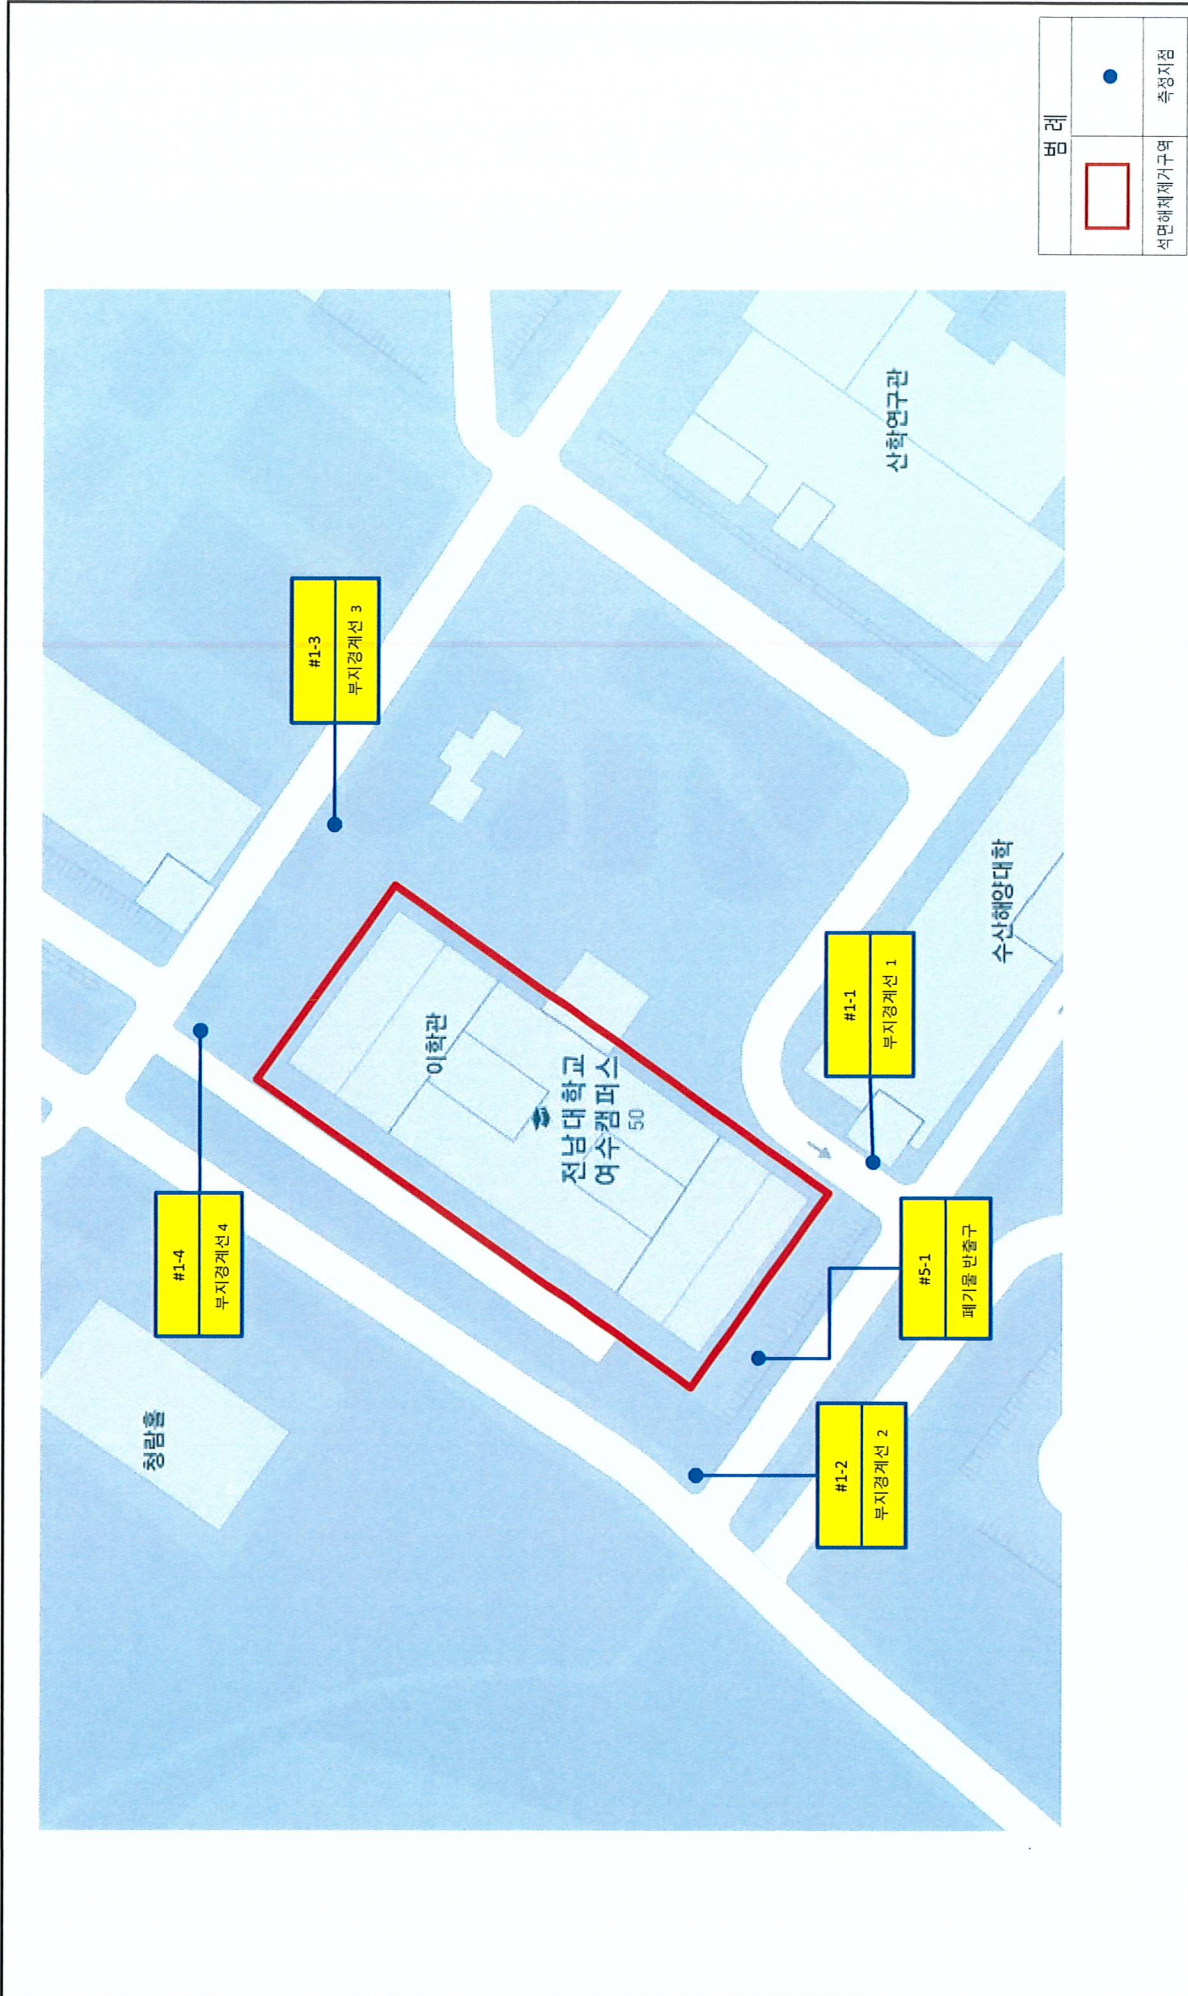 범 례
석면해체제거구역
측정지점
청람홀
#1-4
부지경계선 4
#1-3
부지경계선 3
이학관
전남대학교
여수캠퍼스
50
산학연구관
#1-2
부지경계선 2
#5-1
폐기물 반출구
#1-1
부지경계선 1
수산해양대학